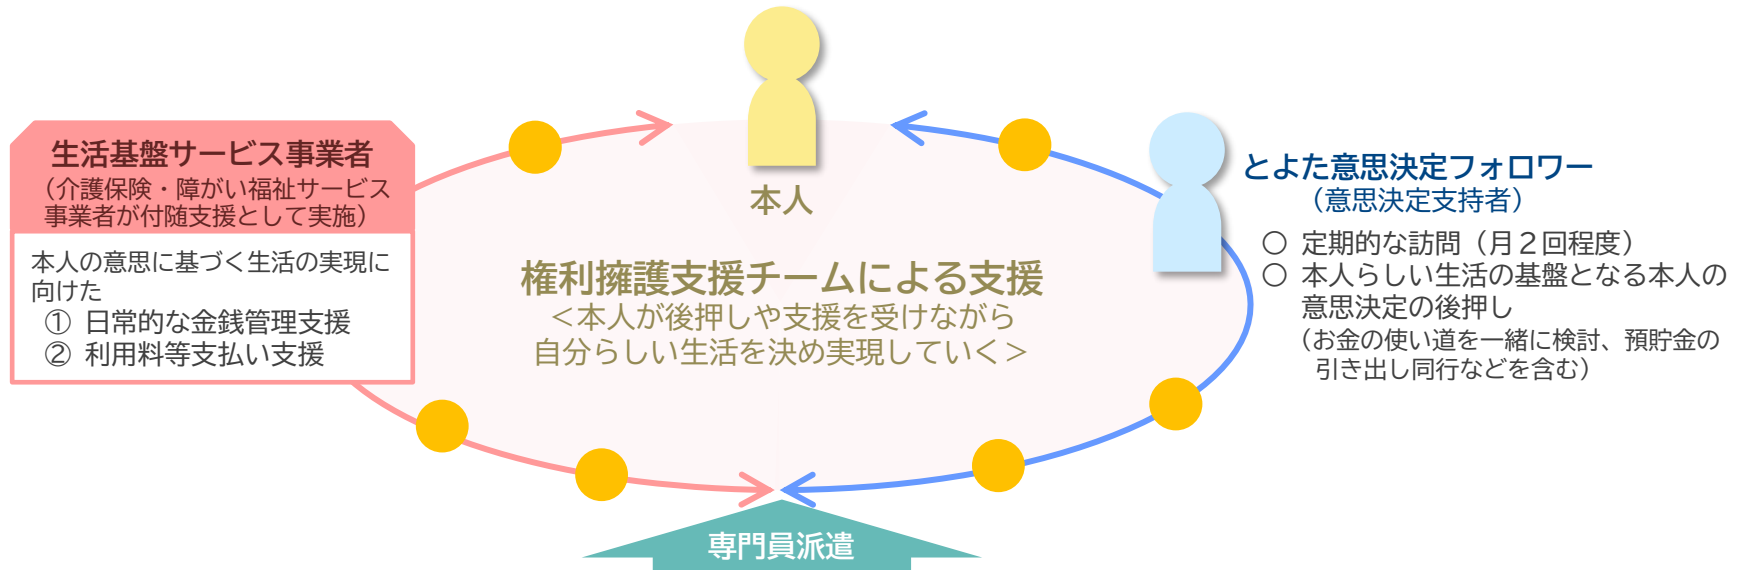 生活基盤サービス事業者
（介護保険・障がい福祉サービス
事業者が付随支援として実施）
本人の意思に基づく生活の実現に
向けた
① 日常的な金銭管理支援
② 利用料等支払い支援
本人
権利擁護支援チームによる支援
＜本人が後押しや支援を受けながら
自分らしい生活を決め実現していく＞
とよた意思決定フォロワー
（意思決定支持者）
〇 定期的な訪問（月２回程度）
〇 本人らしい生活の基盤となる本人の
意思決定の後押し
（お金の使い道を一緒に検討、預貯金の
引き出し同行などを含む）
専門員派遣